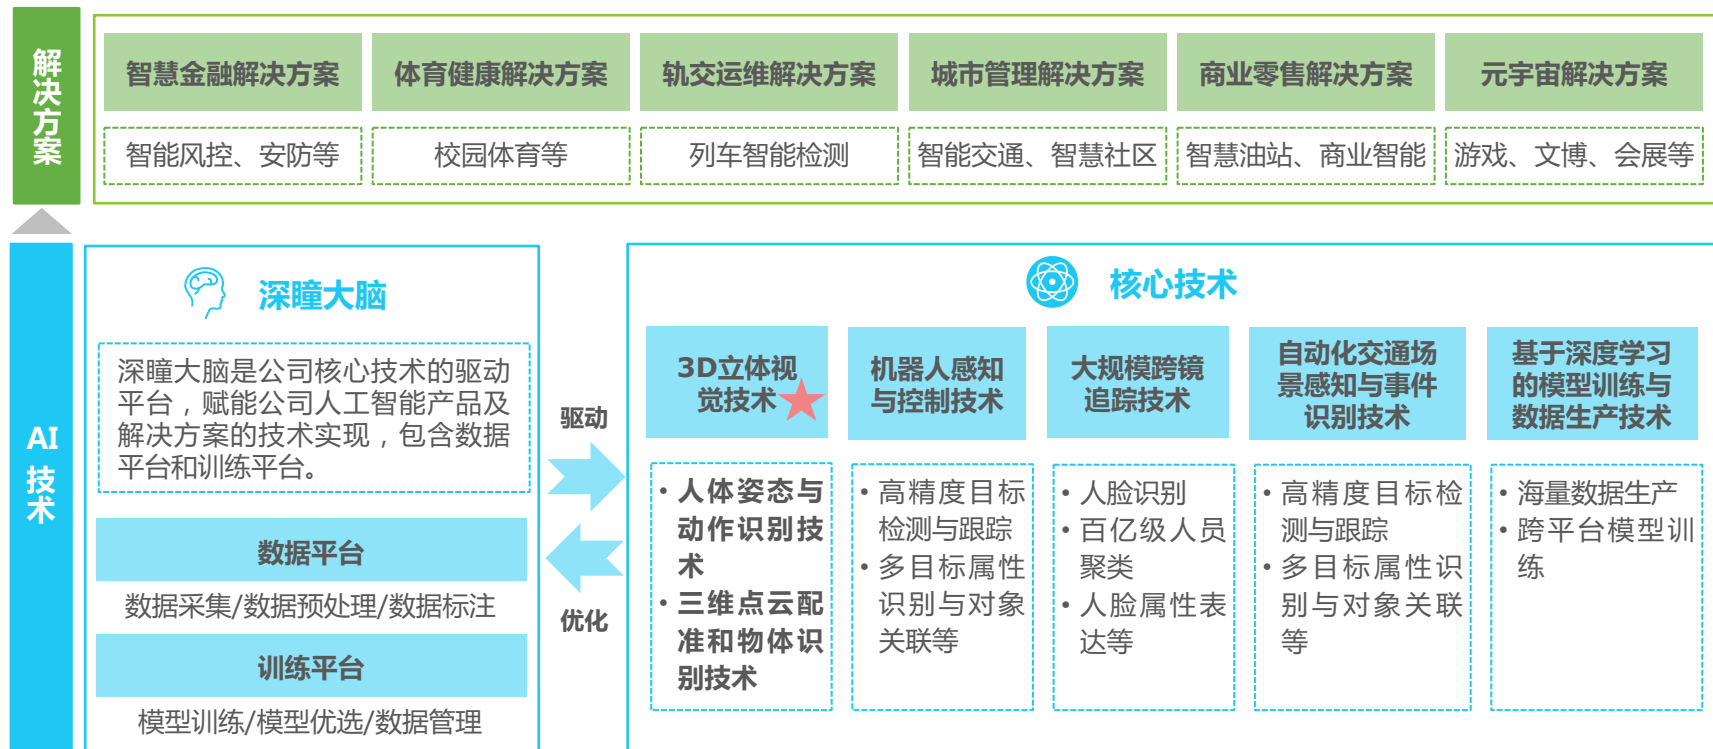 解决方案
智慧金融解决方案
体育健康解决方案
轨交运维解决方案
城市管理解决方案
商业零售解决方案
元宇宙解决方案
智能风控、安防等
校园体育等
列车智能检测
智能交通、智慧社区
智慧油站、商业智能
游戏、文博、会展等
AI
技术
深瞳大脑
深瞳大脑是公司核心技术的驱动
平台，赋能公司人工智能产品及
解决方案的技术实现，包含数据
平台和训练平台。
数据平台
数据采集/数据预处理/数据标注
训练平台
模型训练/模型优选/数据管理
驱动
优化
核心技术
3D立体视
觉技术
• 人体姿态与
动作识别技
术
• 三维点云配
准和物体识
别技术
机器人感知
与控制技术
• 高精度目标
检测与跟踪
• 多目标属性
识别与对象
关联等
大规模跨镜
追踪技术
• 人脸识别
• 百亿级人员
聚类
• 人脸属性表
达等
自动化交通场
景感知与事件
识别技术
• 高精度目标检
测与跟踪
• 多目标属性识
别与对象关联
等
基于深度学习
的模型训练与
数据生产技术
• 海量数据生产
• 跨平台模型训
练